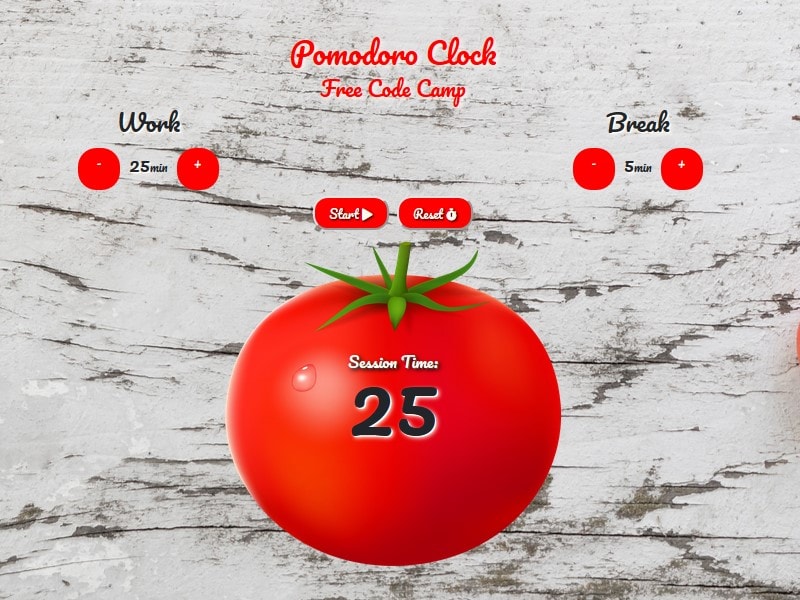 Pomodoro Clock
Free Code Camp
Work
Break
- 25min +
- 5min +
Start
Reset
Session Time:
25